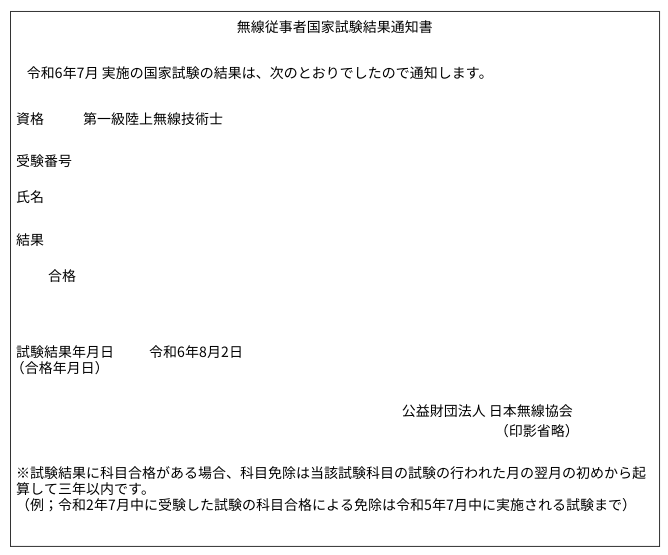 無線従事者国家試験結果通知書
令和6年7月 実施の国家試験の結果は、次のとおりでしたので通知します。
資格 第一級陸上無線技術士
受験番号
氏名
結果
合格
試験結果年月日 令和6年8月2日
（合格年月日）
公益財団法人 日本無線協会
（印影省略）
※試験結果に科目合格がある場合、科目免除は当該試験科目の試験の行われた月の翌月の初めから起
算して三年以内です。
（例；令和2年7月中に受験した試験の科目合格による免除は令和5年7月中に実施される試験まで）